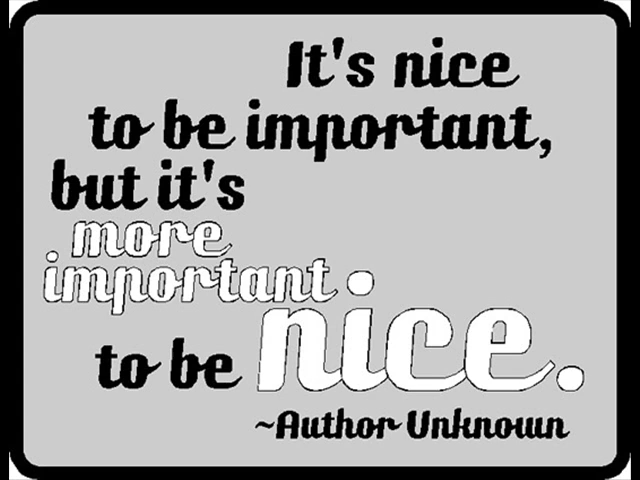 It's nice
to be important,
but it's
more
important
to be nice.
~Author Unknown